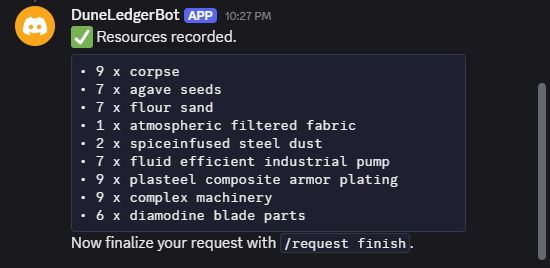 DuneLedgerBot APP 10:27 PM
✅ Resources recorded.
• 9 x corpse
• 7 x agave seeds
• 7 x flour sand
• 1 x atmospheric filtered fabric
• 2 x spiceinfused steel dust
• 7 x fluid efficient industrial pump
• 9 x plasteel composite armor plating
• 9 x complex machinery
• 6 x diamodine blade parts
Now finalize your request with /request finish.